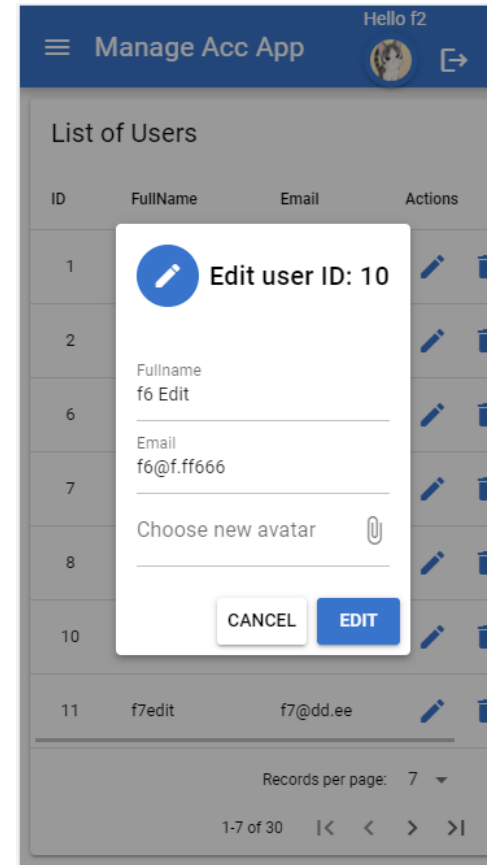 Hello f2
Manage Acc App
List of Users
ID FullName Email Actions
1
2
6
7
8
10
Edit user ID: 10
Fullname
f6 Edit
Email
f6@f.ff666
Choose new avatar
CANCEL EDIT
11 f7edit f7@dd.ee
Records per page: 7
1-7 of 30